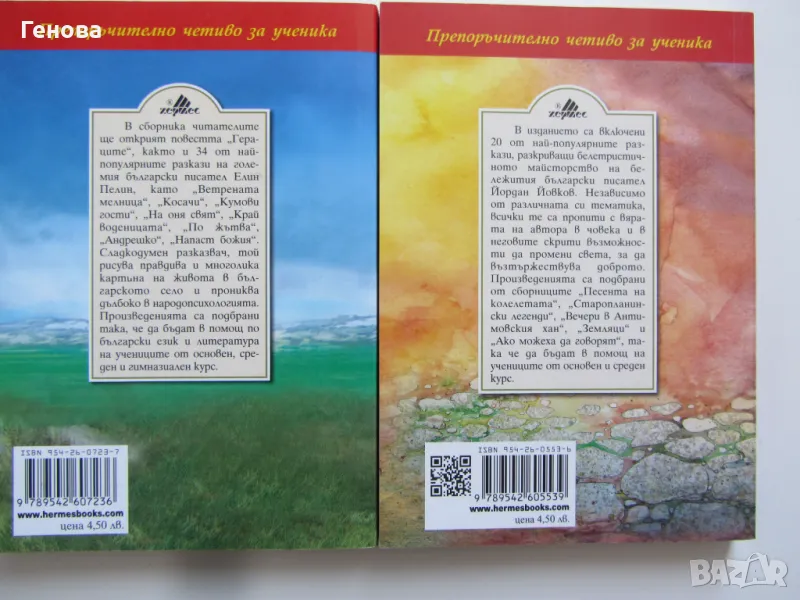 Генова
Препоръчително четиво за ученика
хермес
В сборника читателите
ще открият повестта „Гера-
ците“, както и 34 от най-
популярните разкази на голе-
мия български писател Елин
Пелин, като „Ветрената
мелница“, „Косачи“, „Кумови
гости“, „На оня свят“, „Край
воденицата“, „По жътва“,
„Андрешко“, „Напаст божия“.
Сладкодумен разказвач, той
рисува правдива и многолика
картина на живота в бъл-
гарското село и прониква
дълбоко в народопсихологията.
Произведенията са подбрани
така, че да бъдат в помощ по
български език и литература
на учениците от основен, сре-
ден и гимназиален курс.
ISBN 954-26-0723-7
9 789542 607236
www.hermesbooks.com
цена 4,50 лв.
Препоръчително четиво за ученика
хермес
В изданието са включени
20 от най-популярните раз-
кази, разкриващи белетристич-
ното майсторство на бе-
лежития български писател
Йордан Йовков. Независимо
от различната си тематика,
всички те са пропити с вяра-
та на автора в човека и в
неговите скрити възможнос-
ти да промени света, за да
възтържествува доброто.
Произведенията са подбрани
от сборниците „Песента на
колелетата“, „Старопланин-
ски легенди“, „Вечери в Анти-
мовския хан“, „Земляци“ и
„Ако можеха да говорят“, та-
ка че да бъдат в помощ на
учениците от основен и среден
курс.
ISBN 954-26-0553-6
9 789542 605539
www.hermesbooks.com
цена 4,50 лв.
BAZAR